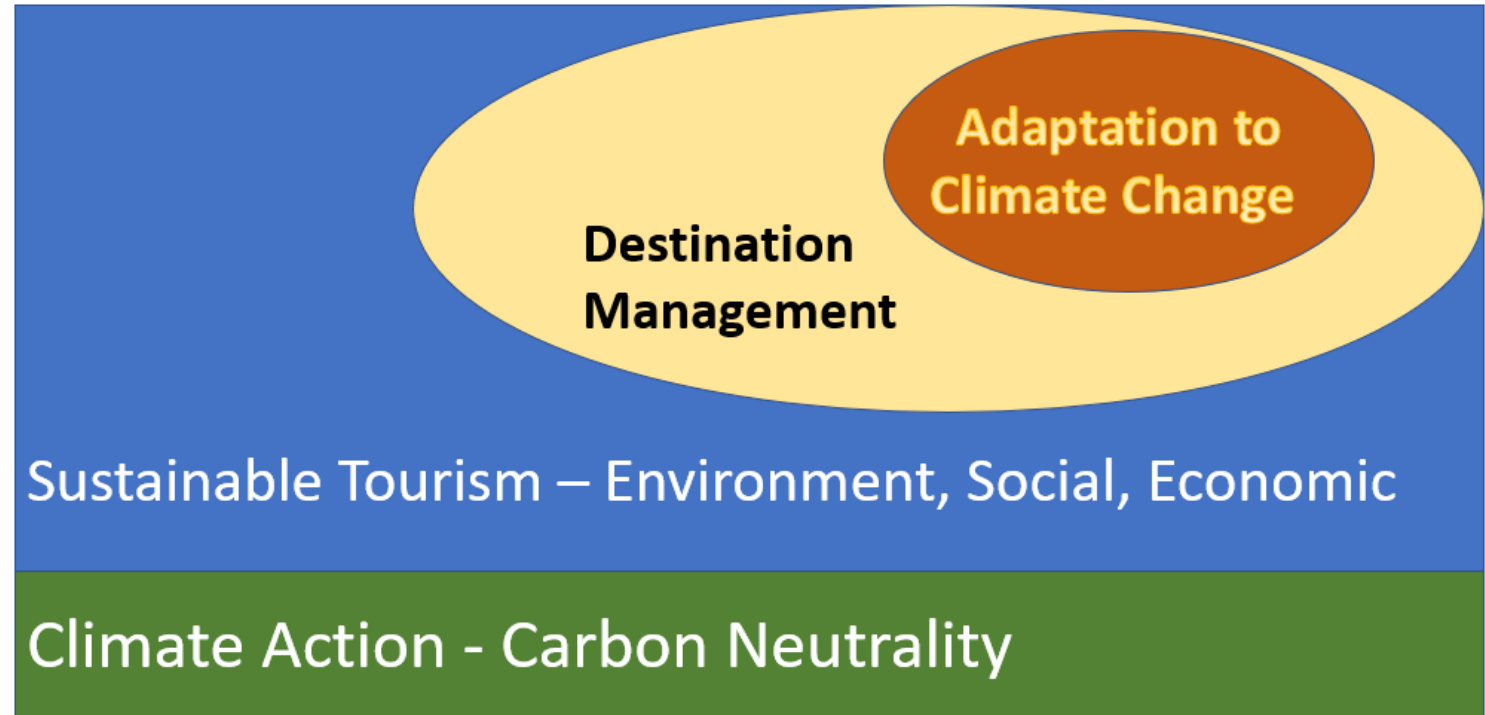 Adaptation to
Climate Change
Destination
Management
Sustainable Tourism – Environment, Social, Economic
Climate Action - Carbon Neutrality